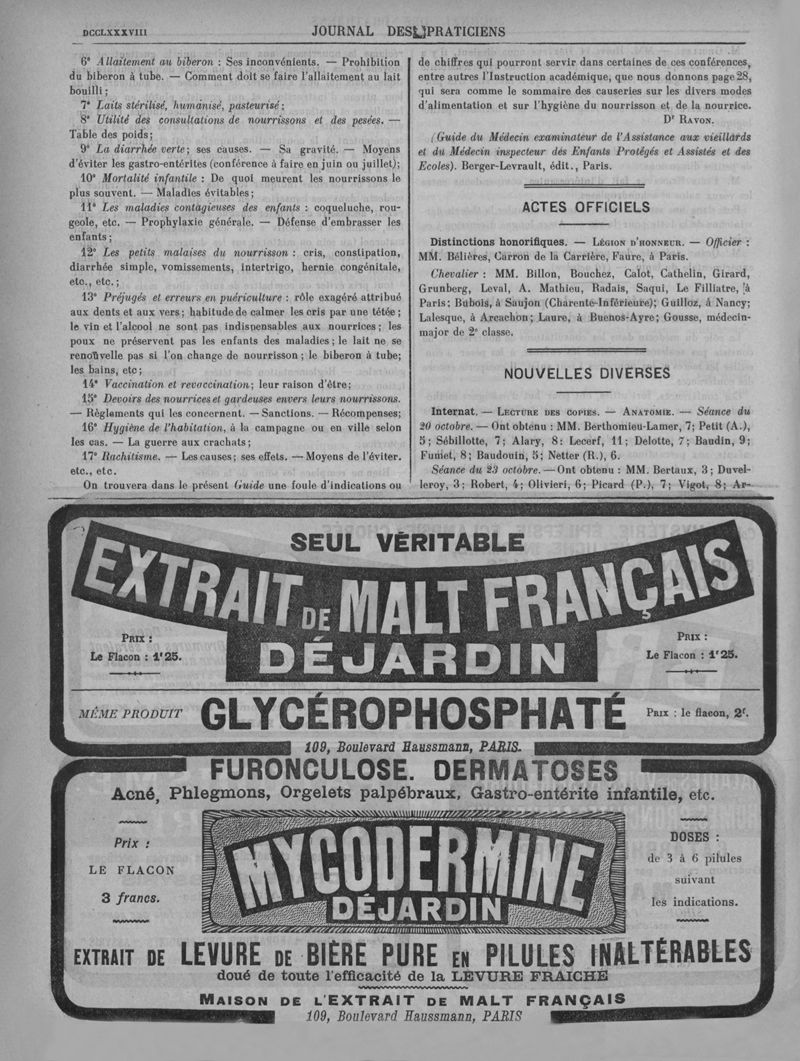 DCCLXXXVIII
JOURNAL DES PRATICIENS
6° Allaitement au biberon : Ses inconvénients. — Prohibition
du biberon à tube. — Comment doit se faire l'allaitement au lait
bouilli ;
7° Laits stérilisé, humanisé, pasteurisé ;
8° Utilité des consultations de nourrissons et des pesées. —
Table des poids ;
9° La diarrhée verte ; ses causes. — Sa gravité. — Moyens
d'éviter les gastro-entérites (conférence à faire en juin ou juillet) ;
10° Mortalité infantile : De quoi meurent les nourrissons le
plus souvent. — Maladies évitables ;
11° Les maladies contagieuses des enfants : coqueluche, rou-
geole, etc. — Prophylaxie générale. — Défense d'embrasser les
enfants ;
12° Les petits malaises du nourrisson : cris, constipation,
diarrhée simple, vomissements, intertrigo, hernie congénitale,
etc., etc. ;
13° Préjugés et erreurs en puériculture : rôle exagéré attribué
aux dents et aux vers ; habitude de calmer les cris par une tétée ;
le vin et l'alcool ne sont pas indispensables aux nourrices ; les
poux ne préservent pas les enfants des maladies ; le lait ne se
renouvelle pas si l'on change de nourrisson ; le biberon à tube ;
les bains, etc ;
14° Vaccination et revaccination ; leur raison d'être ;
15° Devoirs des nourrices et gardeuses envers leurs nourrissons.
— Règlements qui les concernent. — Sanctions. — Récompenses ;
16° Hygiène de l'habitation, à la campagne ou en ville selon
les cas. — La guerre aux crachats ;
17° Rachitisme. — Les causes ; ses effets. — Moyens de l'éviter.
etc., etc.
On trouvera dans le présent Guide une foule d'indications ou
de chiffres qui pourront servir dans certaines de ces conférences,
entre autres l'Instruction académique, que nous donnons page 28,
qui sera comme le sommaire des causeries sur les divers modes
d'alimentation et sur l'hygiène du nourrisson et de la nourrice.
Dr RAVON.
(Guide du Médecin examinateur de l'Assistance aux vieillards
et du Médecin inspecteur des Enfants Protégés et Assistés et des
Ecoles). Berger-Levrault, édit., Paris.
ACTES OFFICIELS
Distinctions honorifiques. — LÉGION D'HONNEUR. — Officier :
MM. Bélières, Carron de la Carrière, Faure, à Paris.
Chevalier : MM. Billon, Bouchez, Calot, Cathelin, Girard,
Grunberg, Leval, A. Mathieu, Radais, Saqui, Le Filliatre, à
Paris ; Dubois, à Saujon (Charente-Inférieure) ; Guilloz, à Nancy ;
Lalesque, à Arcachon ; Laure, à Buenos-Ayre ; Gousse, médecin-
major de 2e classe.
NOUVELLES DIVERSES
Internat. — LECTURE DES COPIES. — ANATOMIE. — Séance du
20 octobre. — Ont obtenu : MM. Berthomieu-Lamer, 7 ; Petit (A.),
5 ; Sébillotte, 7 ; Alary, 8 ; Lecerf, 11 ; Delotte, 7 ; Baudin, 9 ;
Fumet, 8 ; Baudouin, 5 ; Netter (R.), 6.
Séance du 23 octobre. — Ont obtenu : MM. Bertaux, 3 ; Duvel-
leroy, 3 ; Robert, 4 ; Olivieri, 6 ; Picard (P.), 7 ; Vigot, 8 ; Ar-
SEUL VÉRITABLE
EXTRAIT DE MALT FRANÇAIS
DÉJARDIN
PRIX :
Le Flacon : 1f25.
PRIX :
Le Flacon : 1f25.
MÊME PRODUIT GLYCÉROPHOSPHATÉ PRIX : le flacon, 2f.
109, Boulevard Haussmann, PARIS.
FURONCULOSE. DERMATOSES
Acné, Phlegmons, Orgelets palpébraux, Gastro-entérite infantile, etc.
Prix :
LE FLACON
3 francs.
MYCODERMINE
DÉJARDIN
DOSES :
de 3 à 6 pilules
suivant
les indications.
EXTRAIT DE LEVURE DE BIÈRE PURE EN PILULES INALTÉRABLES
doué de toute l'efficacité de la LEVURE FRAICHE
MAISON DE L'EXTRAIT DE MALT FRANÇAIS
109, Boulevard Haussmann, PARIS